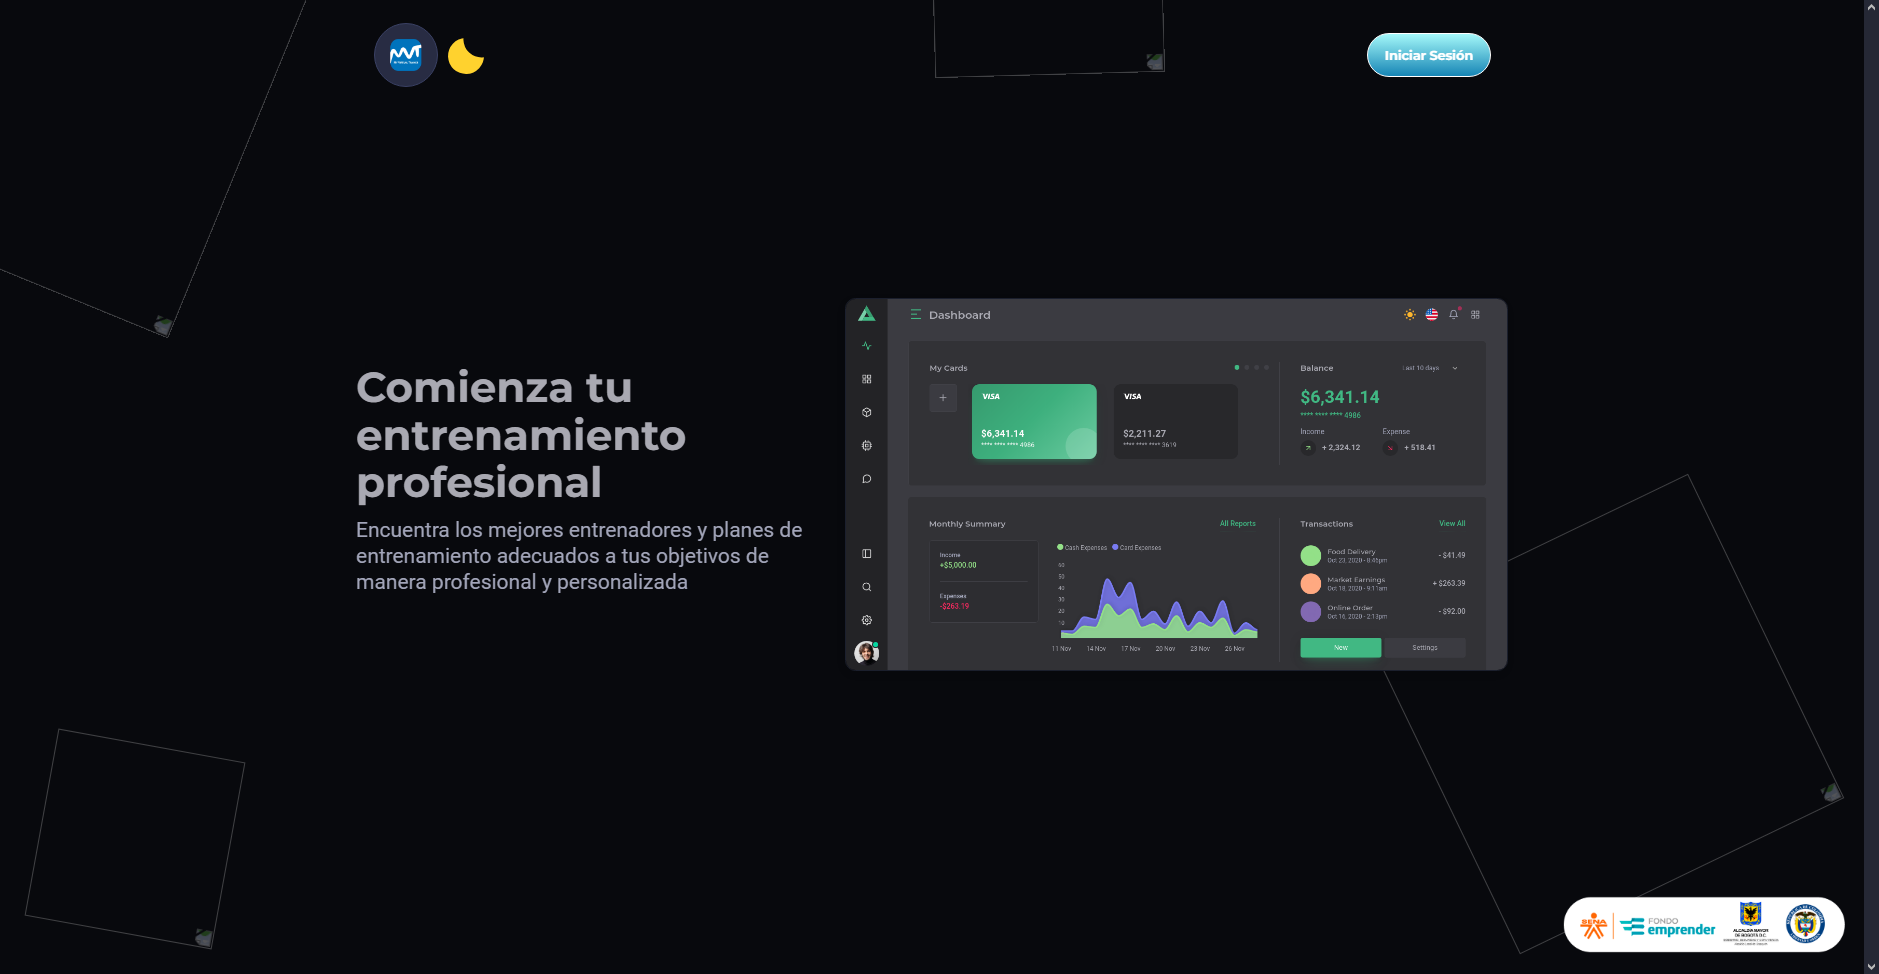 Iniciar Sesión
Comienza tu
entrenamiento
profesional
Encuentra los mejores entrenadores y planes de
entrenamiento adecuados a tus objetivos de
manera profesional y personalizada
Dashboard
My Cards
VISA
$6,341.14
**** **** **** 4986
VISA
$2,211.27
**** **** **** 3619
Balance
Last 10 days
$6,341.14
**** **** **** 4986
Income
Expense
+ 2,324.12
+ 518.41
Monthly Summary
All Reports
Income
+$5,000.00
Expenses
-$263.19
Cash Expenses
Card Expenses
60
50
40
30
20
10
11 Nov
14 Nov
17 Nov
20 Nov
23 Nov
26 Nov
Transactions
View All
Food Delivery
Oct 23, 2020 - 8:46pm
- $41.49
Market Earnings
Oct 18, 2020 - 9:11am
+ $263.39
Online Order
Oct 16, 2020 - 2:13pm
- $92.00
New
Settings
SENA
FONDO
emprender
ALCALDÍA MAYOR
DE BOGOTÁ D.C.